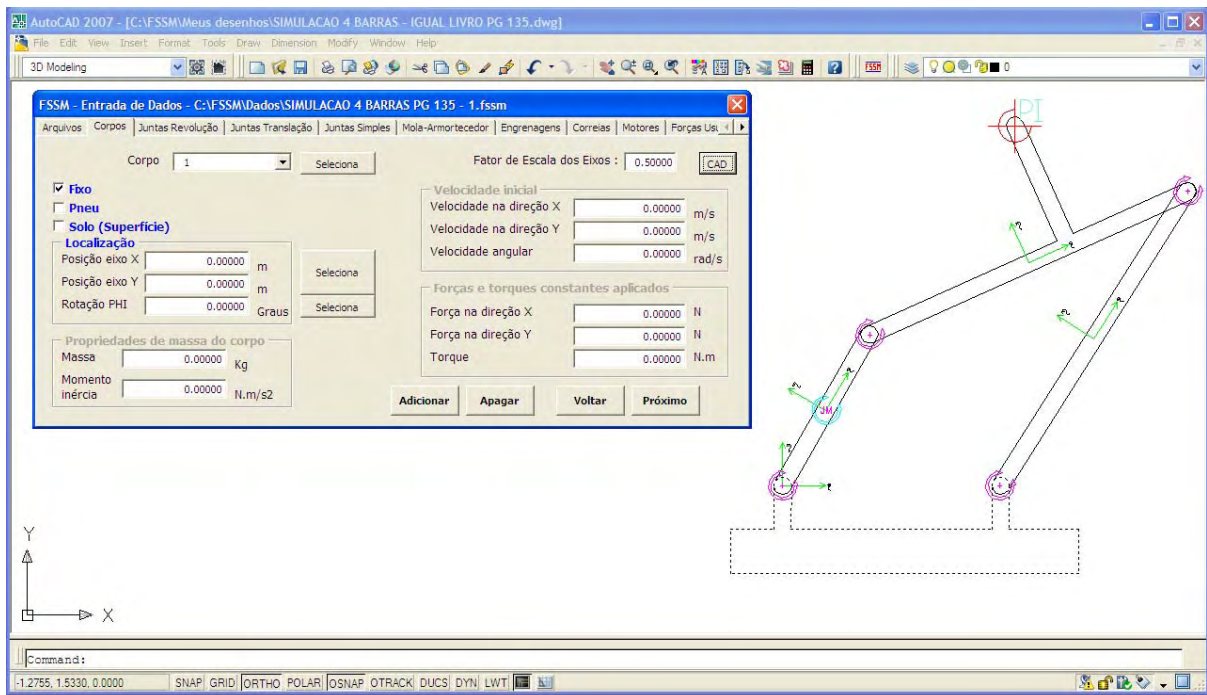 AutoCAD 2007 - [C:\FSSM\Meus desenhos\SIMULACAO 4 BARRAS - IGUAL LIVRO PG 135.dwg]
File Edit View Insert Format Tools Draw Dimension Modify Window Help
3D Modeling
FSSM
0
FSSM - Entrada de Dados - C:\FSSM\Dados\SIMULACAO 4 BARRAS PG 135 - 1.fssm
Arquivos Corpos Juntas Revolução Juntas Translação Juntas Simples Mola-Armortecedor Engrenagens Correias Motores Forças Usu
Corpo 1 Seleciona Fator de Escala dos Eixos : 0.50000 CAD
Fixo
Pneu
Solo (Superfície)
Localização
Posição eixo X 0.00000 m
Posição eixo Y 0.00000 m
Seleciona
Rotação PHI 0.00000 Graus Seleciona
Propriedades de massa do corpo
Massa 0.00000 Kg
Momento inércia 0.00000 N.m/s2
Velocidade inicial
Velocidade na direção X 0.00000 m/s
Velocidade na direção Y 0.00000 m/s
Velocidade angular 0.00000 rad/s
Forças e torques constantes aplicados
Força na direção X 0.00000 N
Força na direção Y 0.00000 N
Torque 0.00000 N.m
Adicionar Apagar Voltar Próximo
PI
Y
X
Command:
-1.2755, 1.5330, 0.0000 SNAP GRID ORTHO POLAR OSNAP OTRACK DUCS DYN LWT